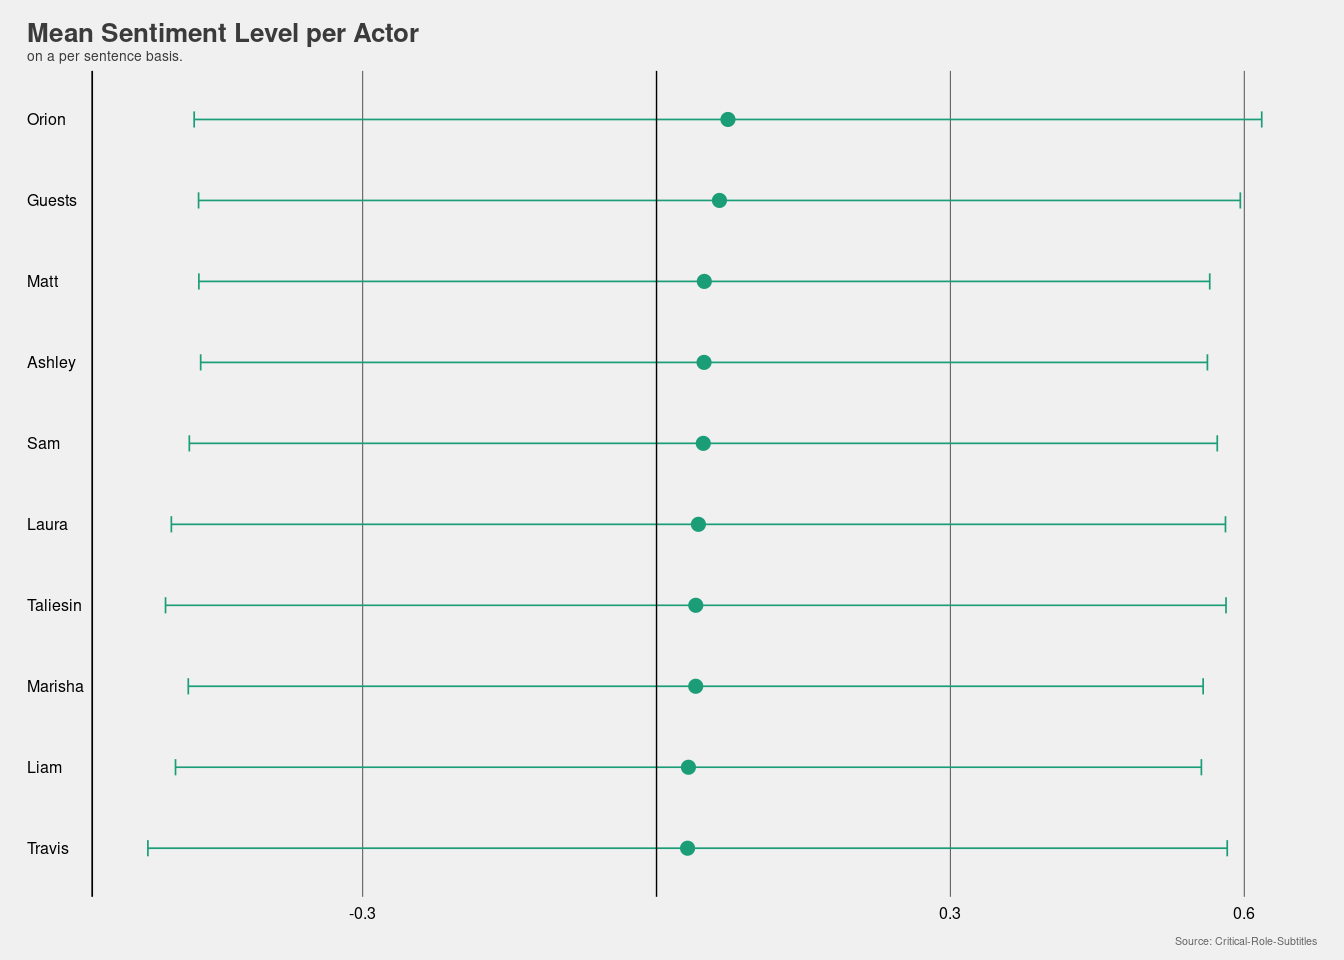 Mean Sentiment Level per Actor
on a per sentence basis.
Orion
Guests
Matt
Ashley
Sam
Laura
Taliesin
Marisha
Liam
Travis
-0.3
0.3
0.6
Source: Critical-Role-Subtitles